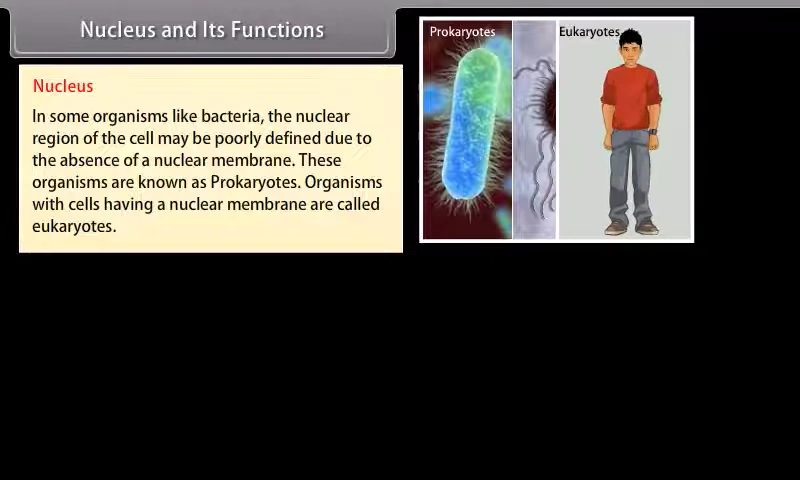 Nucleus and Its Functions
Nucleus
In some organisms like bacteria, the nuclear
region of the cell may be poorly defined due to
the absence of a nuclear membrane. These
organisms are known as Prokaryotes. Organisms
with cells having a nuclear membrane are called
eukaryotes.
Prokaryotes
Eukaryotes